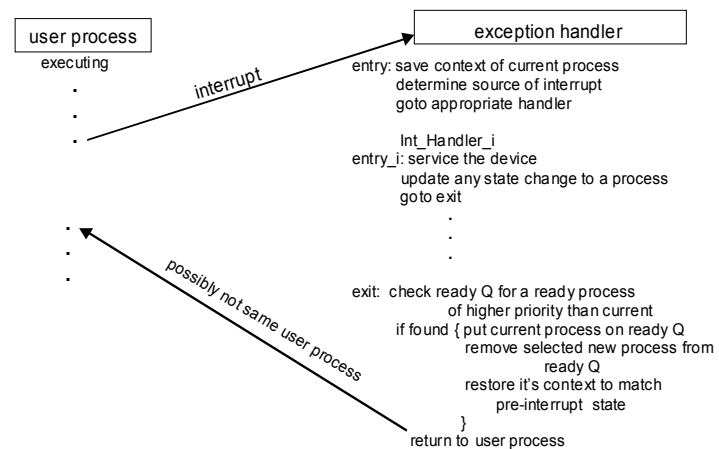 user process
executing
interrupt
possibly not same user process
exception handler
entry: save context of current process
determine source of interrupt
goto appropriate handler
Int_Handler_i
entry_i: service the device
update any state change to a process
goto exit
exit: check ready Q for a ready process
of higher priority than current
if found { put current process on ready Q
remove selected new process from
ready Q
restore it's context to match
pre-interrupt state
}
return to user process